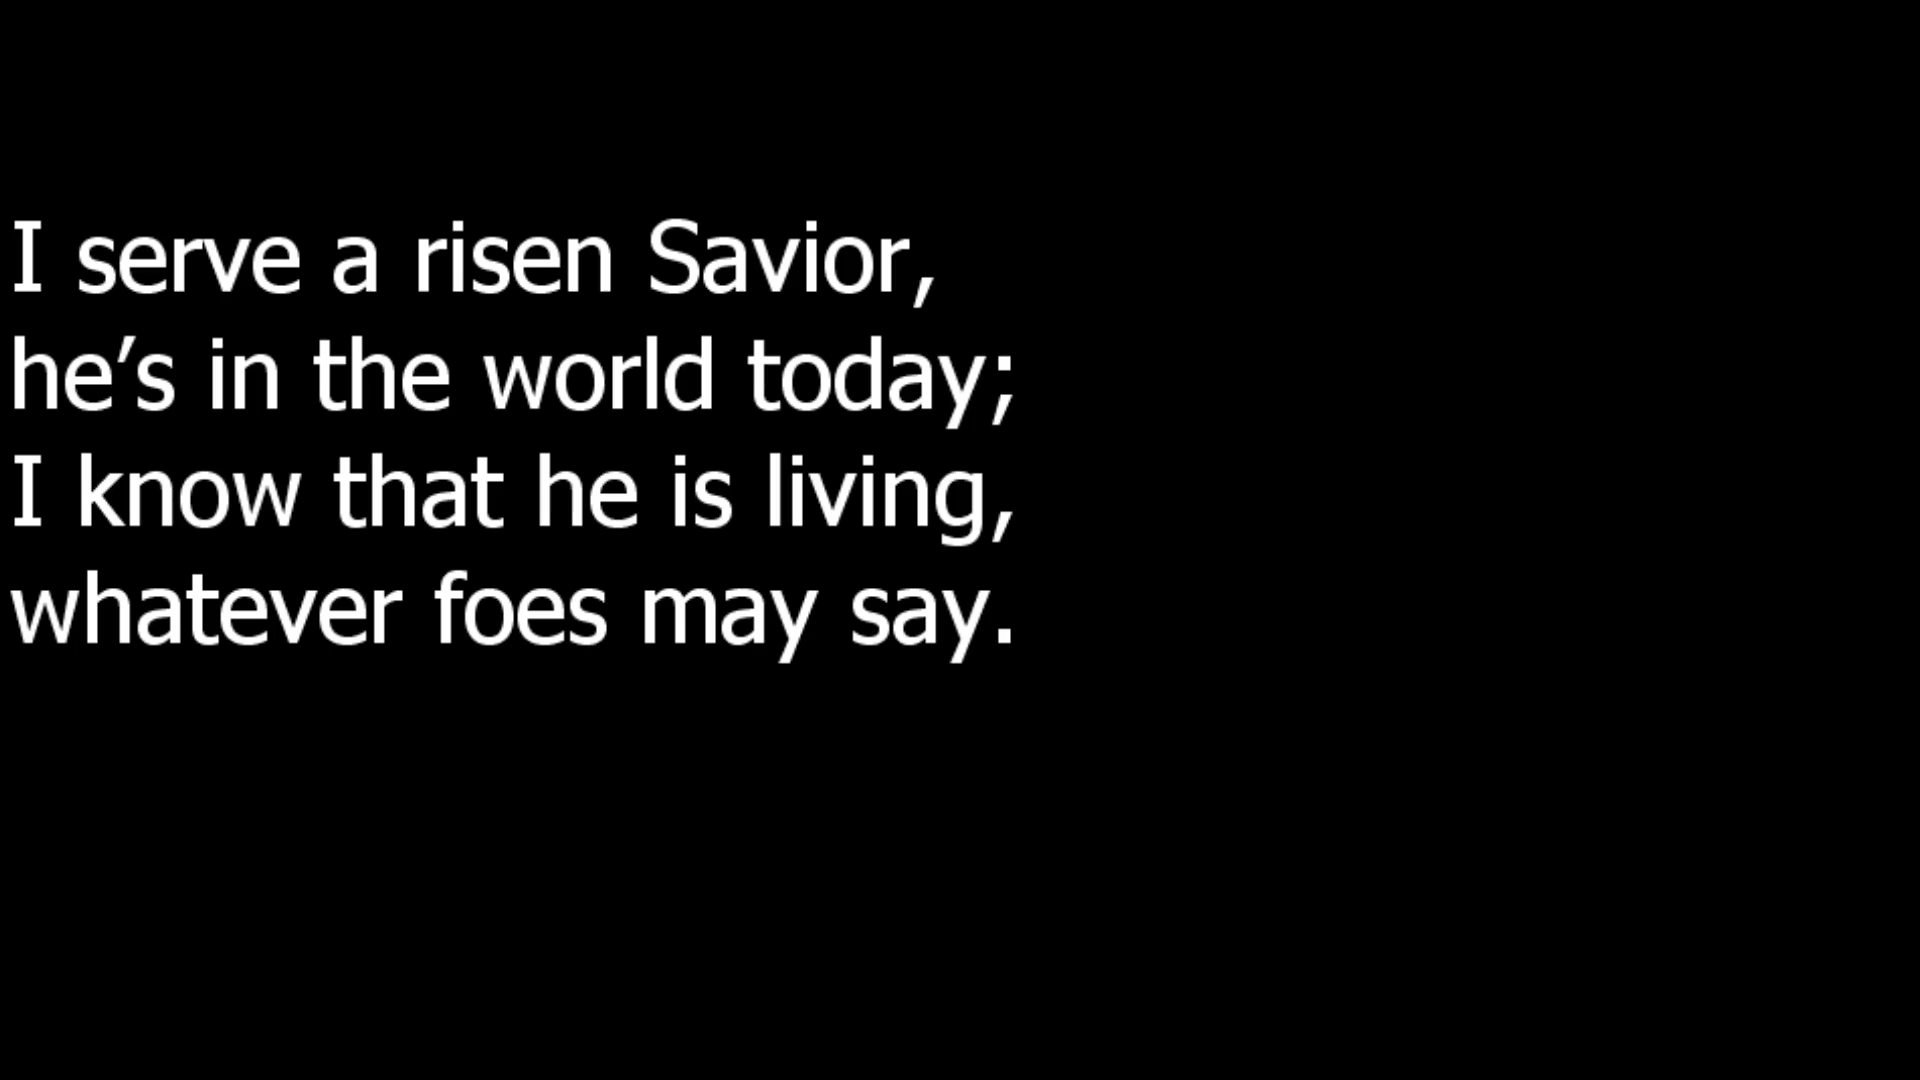 I serve a risen Savior,
he’s in the world today;
I know that he is living,
whatever foes may say.